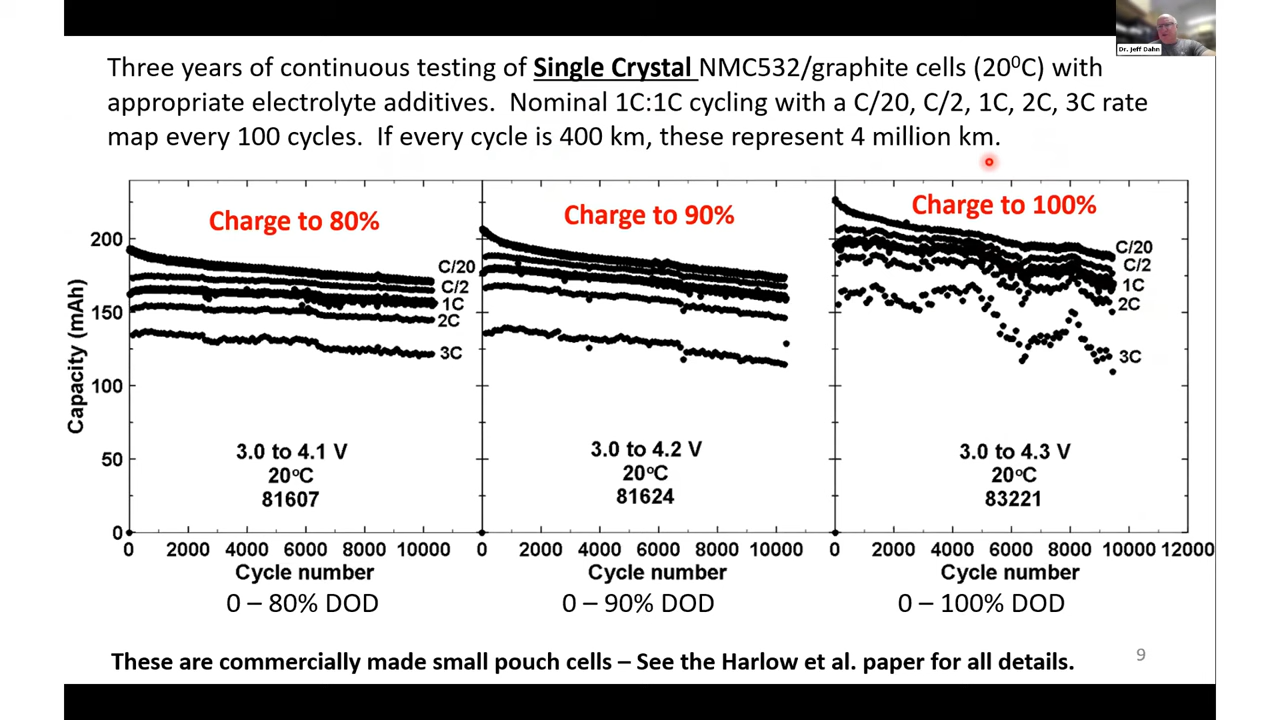 Dr. Jeff Dahn
Three years of continuous testing of Single Crystal NMC532/graphite cells (20⁰C) with
appropriate electrolyte additives. Nominal 1C:1C cycling with a C/20, C/2, 1C, 2C, 3C rate
map every 100 cycles. If every cycle is 400 km, these represent 4 million km.
Capacity (mAh)
200
150
100
50
0
Charge to 80%
C/20
C/2
1C
2C
3C
3.0 to 4.1 V
20°C
81607
0 2000 4000 6000 8000 10000
Cycle number
0 – 80% DOD
Charge to 90%
3.0 to 4.2 V
20°C
81624
0 2000 4000 6000 8000 10000
Cycle number
0 – 90% DOD
Charge to 100%
C/20
C/2
1C
2C
3C
3.0 to 4.3 V
20°C
83221
0 2000 4000 6000 8000 10000 12000
Cycle number
0 – 100% DOD
These are commercially made small pouch cells – See the Harlow et al. paper for all details.
9